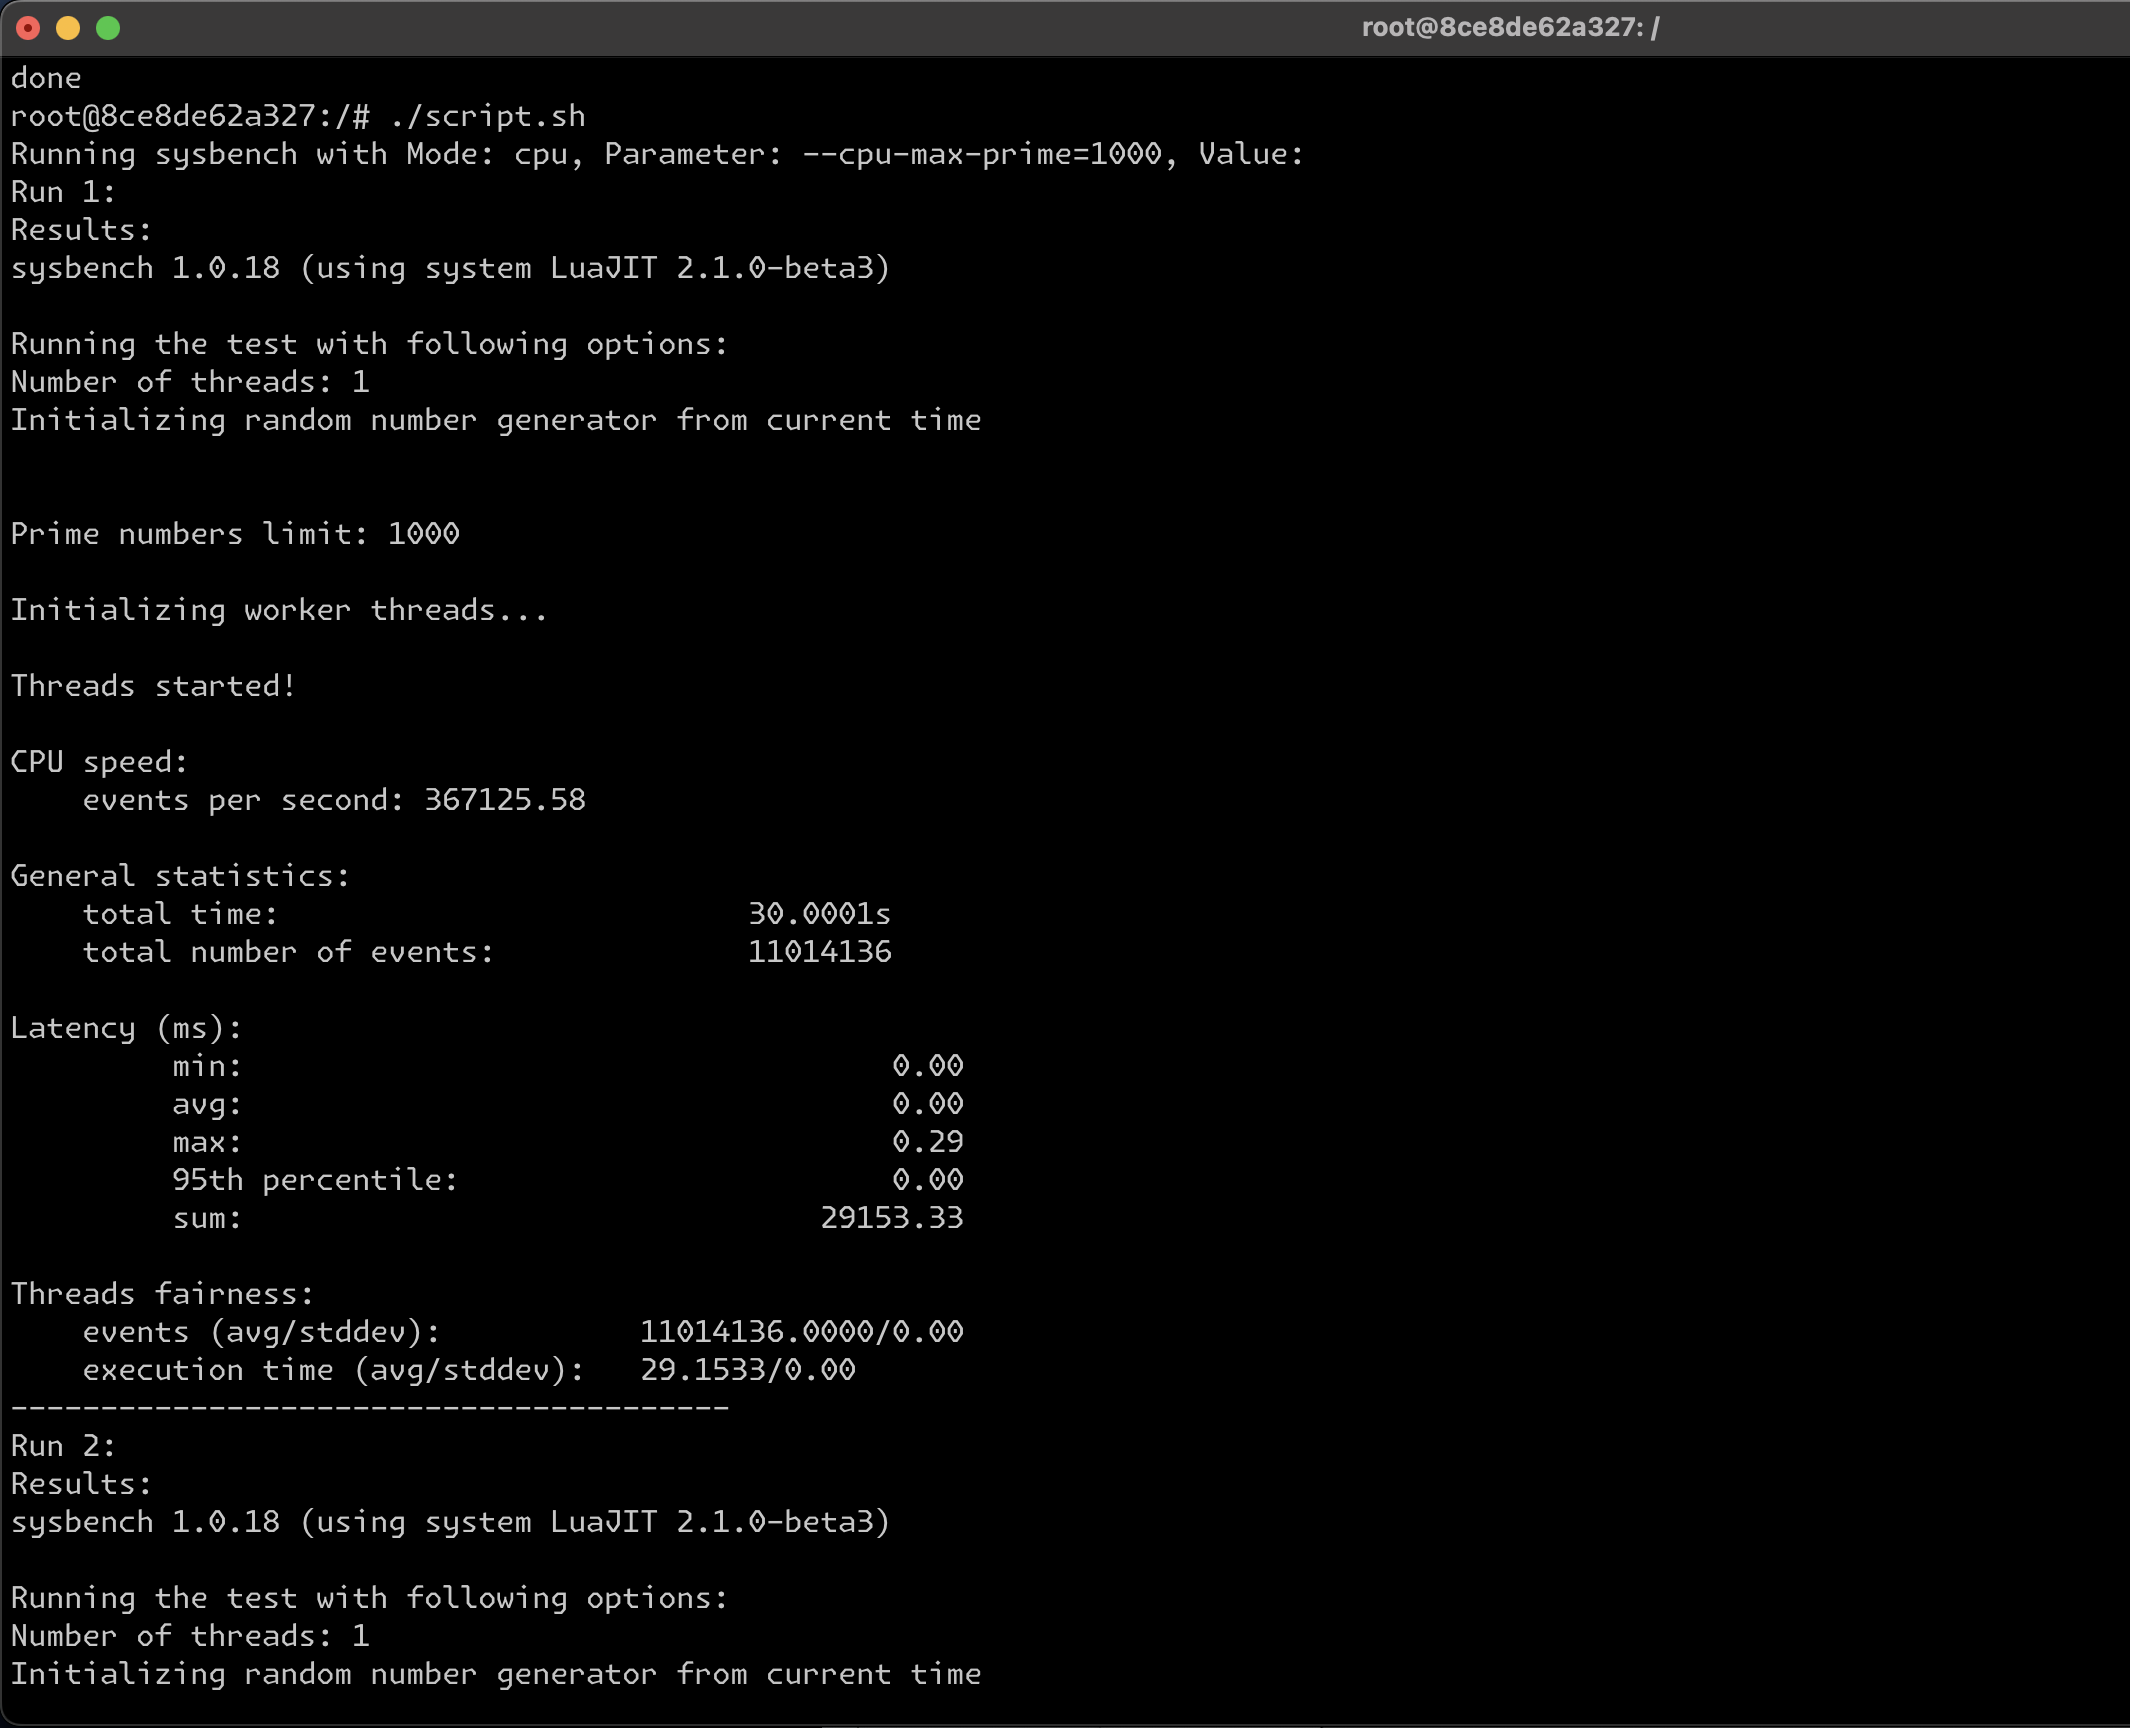 root@8ce8de62a327: /
done
root@8ce8de62a327:/# ./script.sh
Running sysbench with Mode: cpu, Parameter: --cpu-max-prime=1000, Value:
Run 1:
Results:
sysbench 1.0.18 (using system LuaJIT 2.1.0-beta3)
Running the test with following options:
Number of threads: 1
Initializing random number generator from current time
Prime numbers limit: 1000
Initializing worker threads...
Threads started!
CPU speed:
    events per second: 367125.58
General statistics:
    total time:                          30.0001s
    total number of events:              11014136
Latency (ms):
         min:                                    0.00
         avg:                                    0.00
         max:                                    0.29
         95th percentile:                        0.00
         sum:                                29153.33
Threads fairness:
    events (avg/stddev):           11014136.0000/0.00
    execution time (avg/stddev):   29.1533/0.00
----------------------------------------
Run 2:
Results:
sysbench 1.0.18 (using system LuaJIT 2.1.0-beta3)
Running the test with following options:
Number of threads: 1
Initializing random number generator from current time